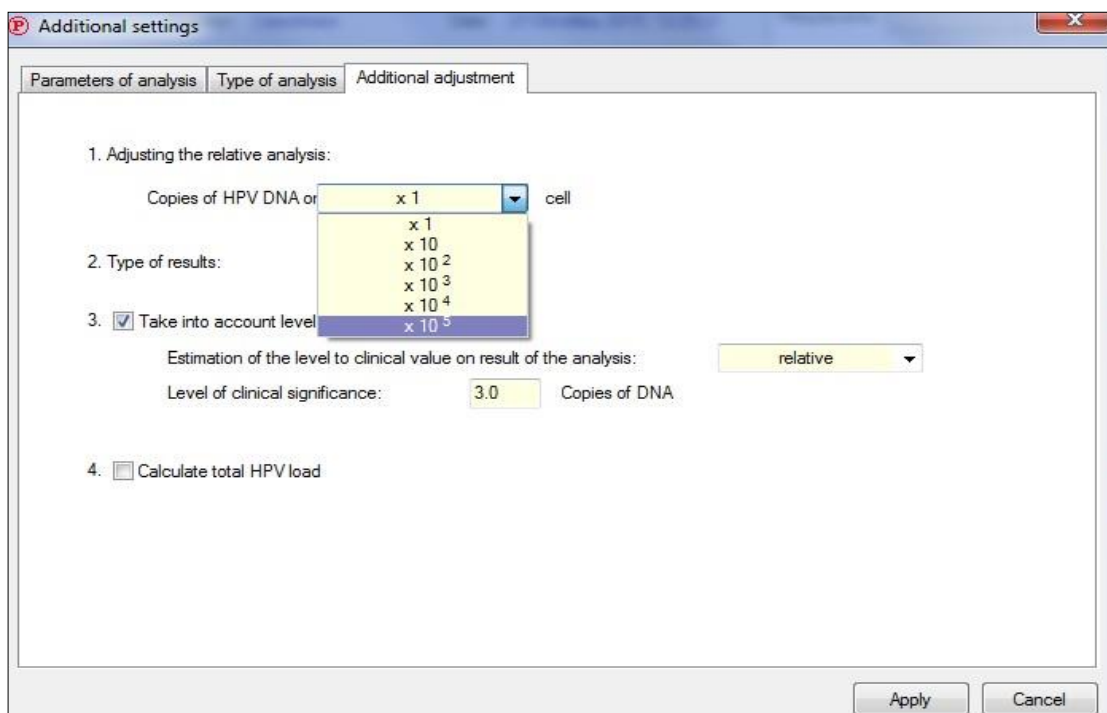 Additional settings
Parameters of analysis Type of analysis Additional adjustment
1. Adjusting the relative analysis:
Copies of HPV DNA or x 1 cell
x 1
x 10
2. Type of results: x 10 2
x 10 3
x 10 4
3. Take into account level x 10 5
Estimation of the level to clinical value on result of the analysis: relative
Level of clinical significance: 3.0 Copies of DNA
4. Calculate total HPV load
Apply Cancel